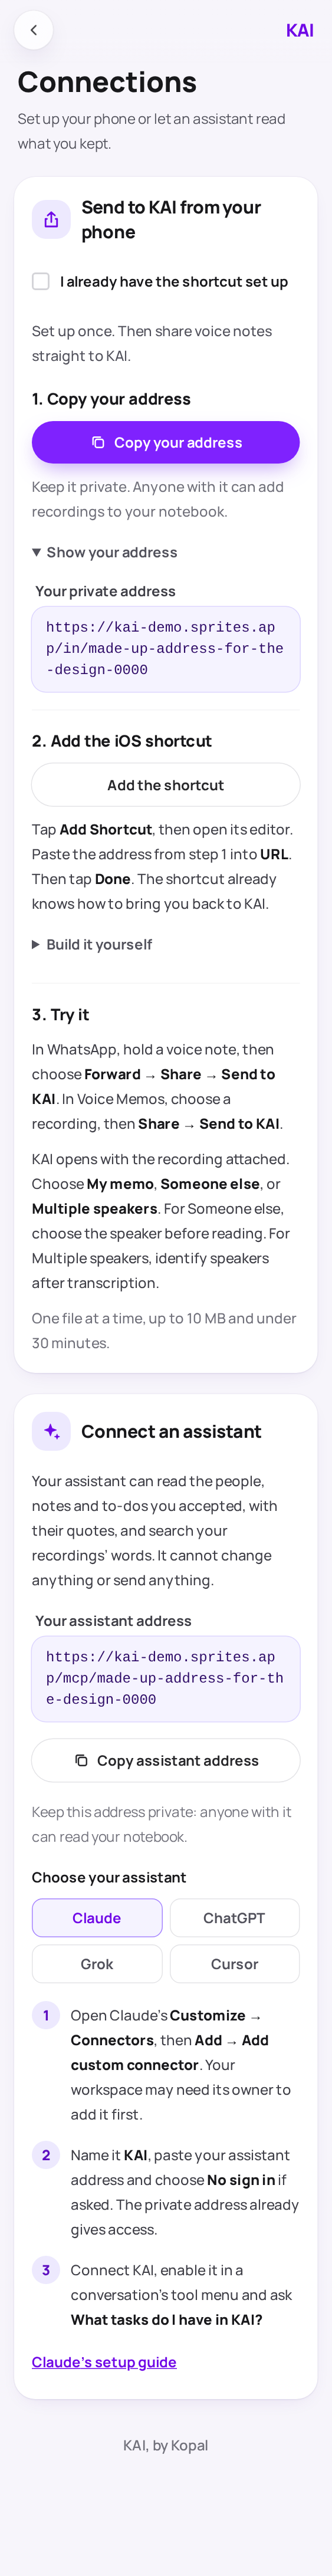 KAI
Connections
Set up your phone or let an assistant read
what you kept.
Send to KAI from your
phone
I already have the shortcut set up
Set up once. Then share voice notes
straight to KAI.
1. Copy your address
Copy your address
Keep it private. Anyone with it can add
recordings to your notebook.
▼ Show your address
Your private address
https://kai-demo.sprites.ap
p/in/made-up-address-for-the
-design-0000
2. Add the iOS shortcut
Add the shortcut
Tap Add Shortcut, then open its editor.
Paste the address from step 1 into URL.
Then tap Done. The shortcut already
knows how to bring you back to KAI.
▶ Build it yourself
3. Try it
In WhatsApp, hold a voice note, then
choose Forward → Share → Send to
KAI. In Voice Memos, choose a
recording, then Share → Send to KAI.
KAI opens with the recording attached.
Choose My memo, Someone else, or
Multiple speakers. For Someone else,
choose the speaker before reading. For
Multiple speakers, identify speakers
after transcription.
One file at a time, up to 10 MB and under
30 minutes.
Connect an assistant
Your assistant can read the people,
notes and to-dos you accepted, with
their quotes, and search your
recordings' words. It cannot change
anything or send anything.
Your assistant address
https://kai-demo.sprites.ap
p/mcp/made-up-address-for-th
e-design-0000
Copy assistant address
Keep this address private: anyone with it
can read your notebook.
Choose your assistant
Claude
ChatGPT
Grok
Cursor
1 Open Claude's Customize →
Connectors, then Add → Add
custom connector. Your
workspace may need its owner to
add it first.
2 Name it KAI, paste your assistant
address and choose No sign in if
asked. The private address already
gives access.
3 Connect KAI, enable it in a
conversation's tool menu and ask
What tasks do I have in KAI?
Claude's setup guide
KAI, by Kopal